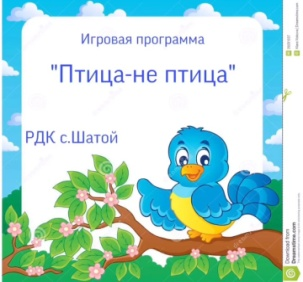 Игровая программа
"Птица-не птица"
РДК с.Шатой